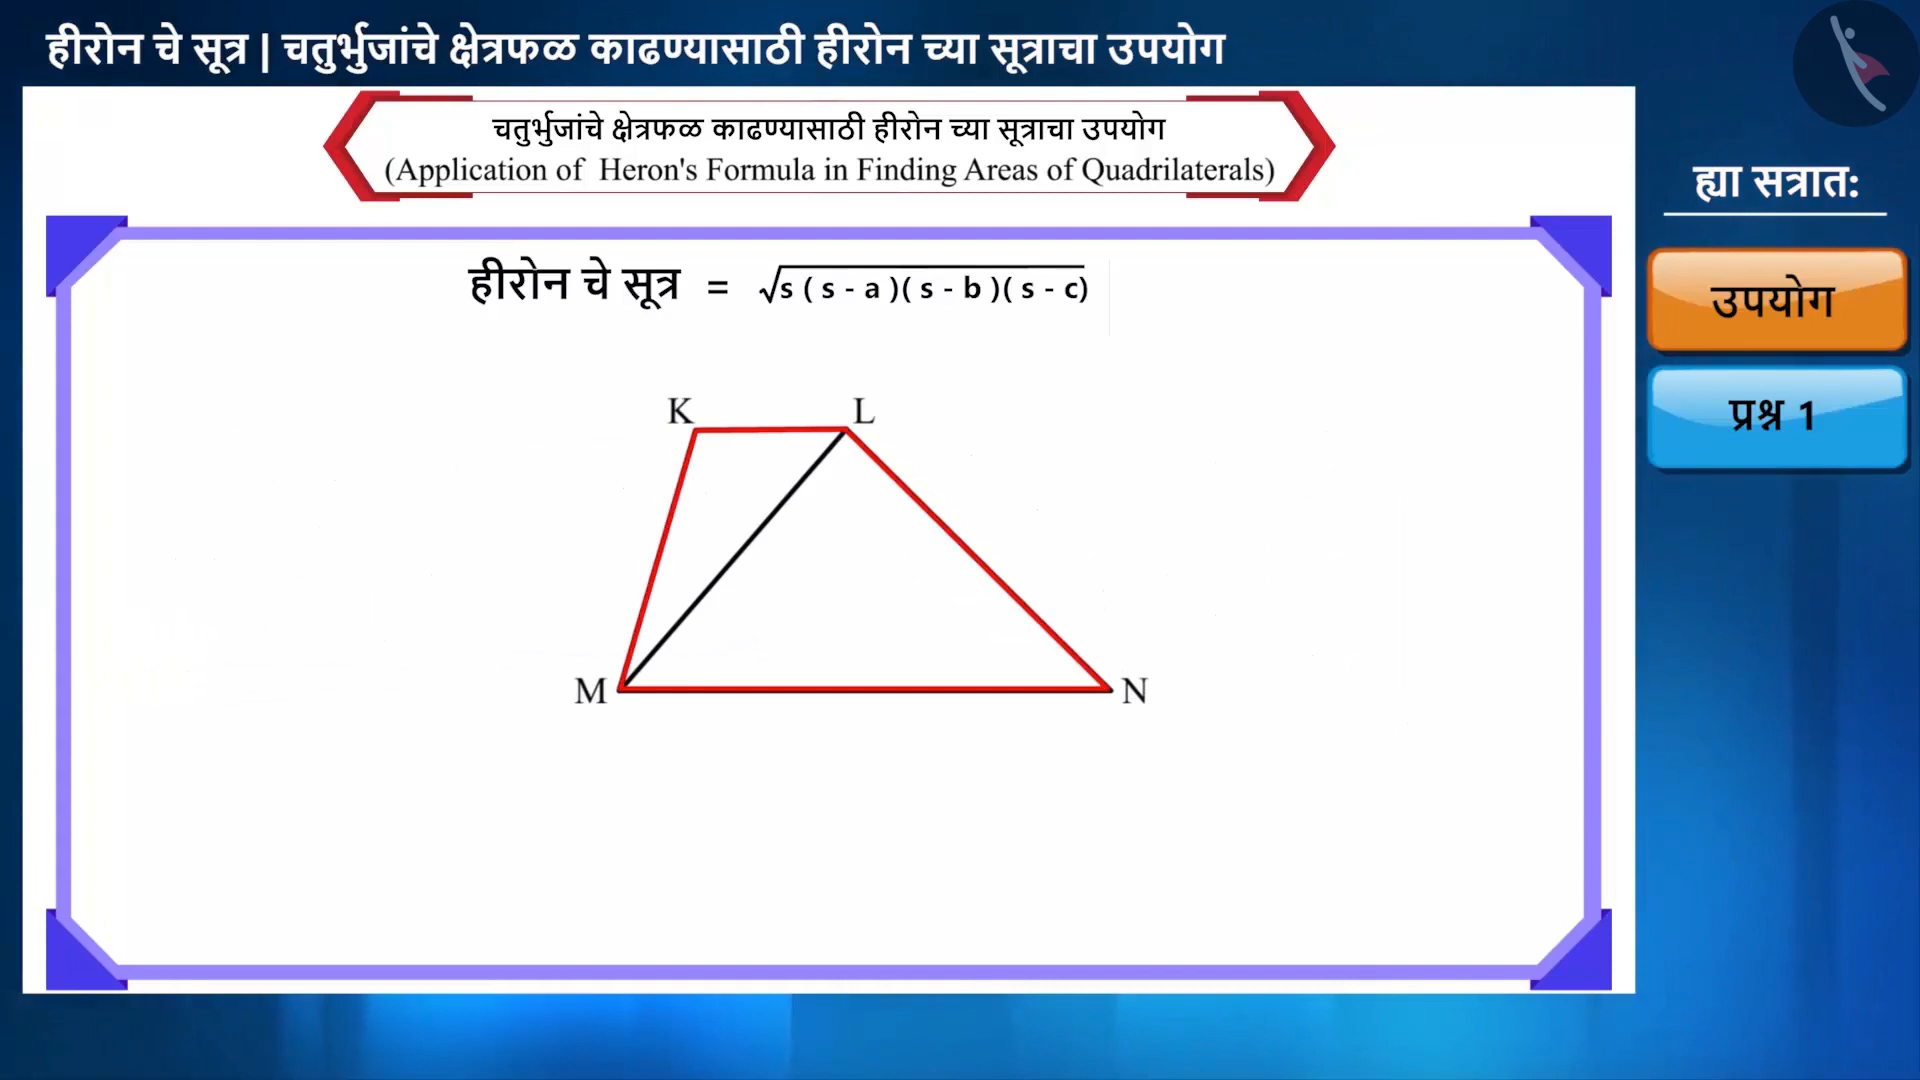 हीरोन चे सूत्र | चतुर्भुजांचे क्षेत्रफळ काढण्यासाठी हीरोन च्या सूत्राचा उपयोग
चतुर्भुजांचे क्षेत्रफळ काढण्यासाठी हीरोन च्या सूत्राचा उपयोग
(Application of Heron's Formula in Finding Areas of Quadrilaterals)
हीरोन चे सूत्र = √s ( s - a )( s - b )( s - c)
K L
M N
ह्या सत्रात:
उपयोग
प्रश्न 1